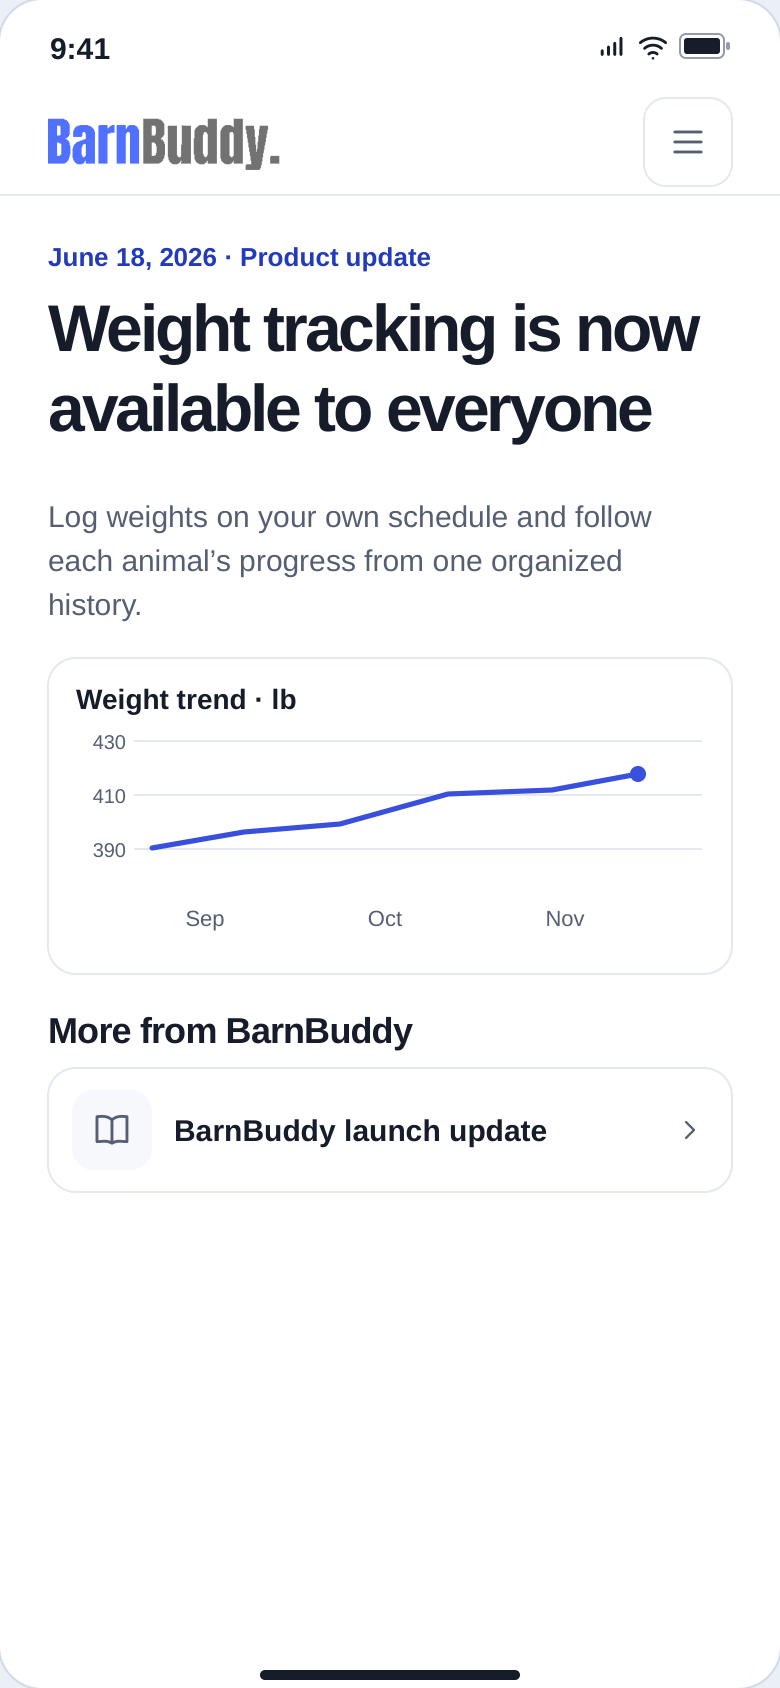 9:41
BarnBuddy.
June 18, 2026 · Product update
Weight tracking is now
available to everyone
Log weights on your own schedule and follow
each animal’s progress from one organized
history.
Weight trend · lb
430
410
390
Sep Oct Nov
More from BarnBuddy
BarnBuddy launch update